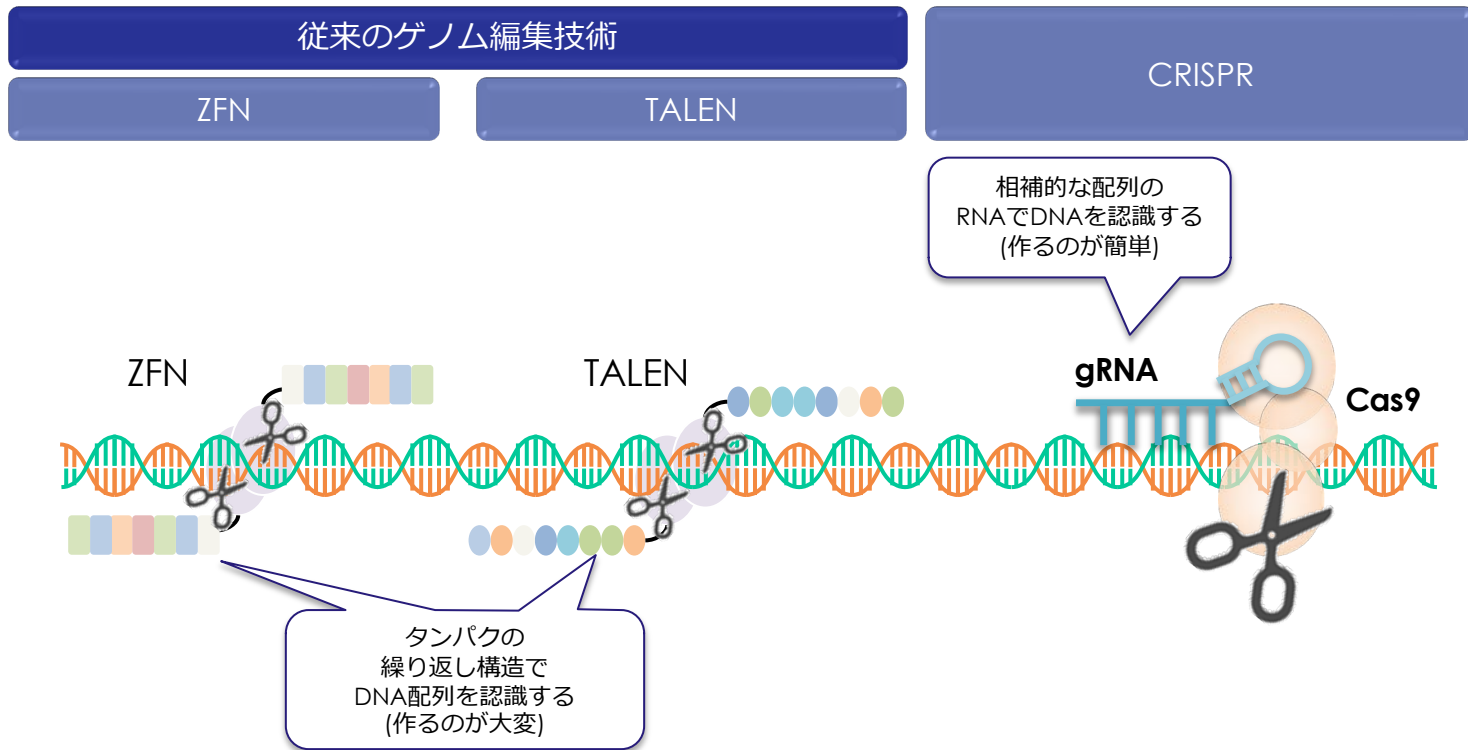 従来のゲノム編集技術
ZFN
TALEN
CRISPR
相補的な配列の
RNAでDNAを認識する
(作るのが簡単)
ZFN
TALEN
gRNA
Cas9
タンパクの
繰り返し構造で
DNA配列を認識する
(作るのが大変)